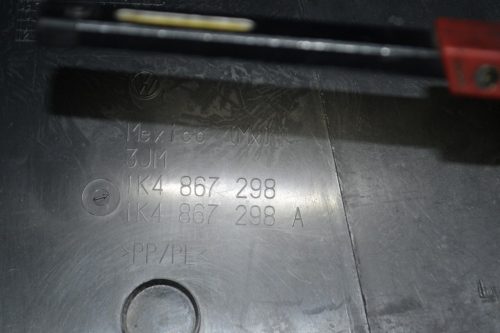 Mexico (Mx)
3JM
1K4 867 298
1K4 867 298 A
>PP/PE<